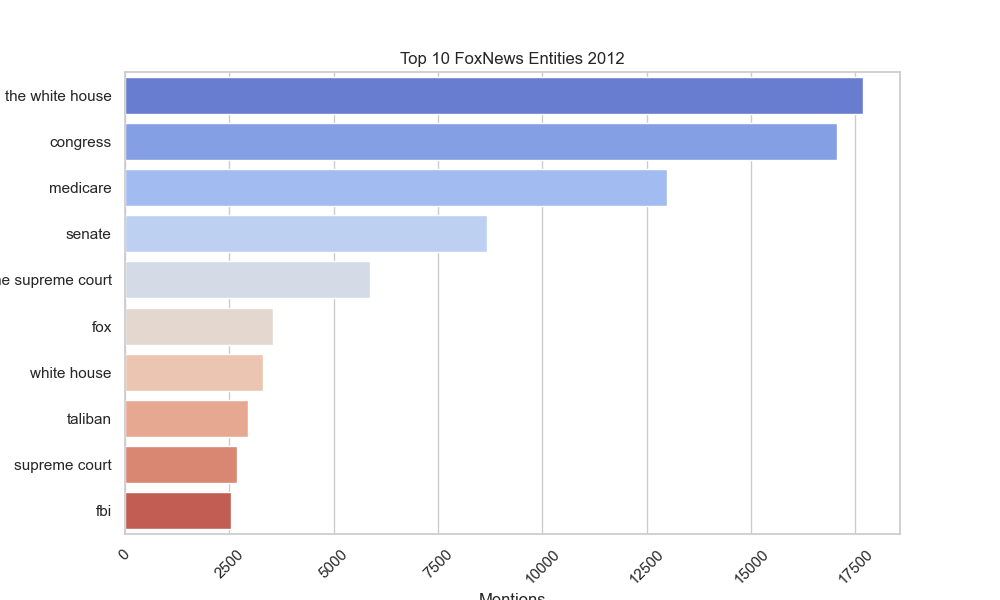 Top 10 FoxNews Entities 2012
the white house
congress
medicare
senate
supreme court
fox
white house
taliban
supreme court
fbi
0
2500
5000
7500
10000
12500
15000
17500
Mentions